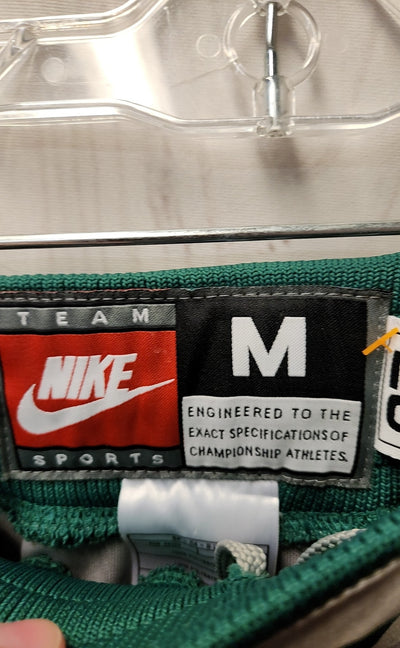 TEAM
NIKE
SPORTS
M
ENGINEERED TO THE
EXACT SPECIFICATIONS OF
CHAMPIONSHIP ATHLETES.